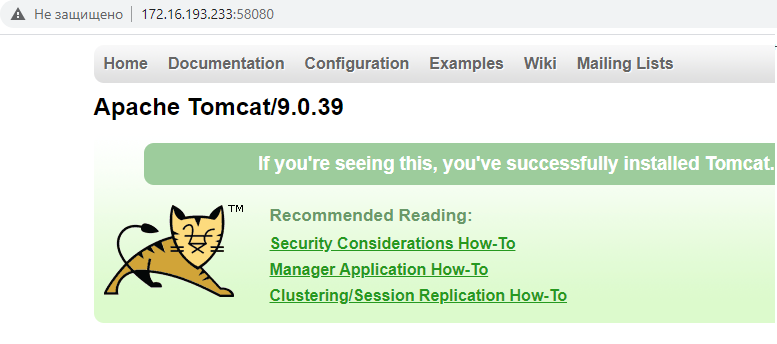 Не защищено 172.16.193.233:58080
Home Documentation Configuration Examples Wiki Mailing Lists
Apache Tomcat/9.0.39
If you're seeing this, you've successfully installed Tomcat.
TM
Recommended Reading:
Security Considerations How-To
Manager Application How-To
Clustering/Session Replication How-To